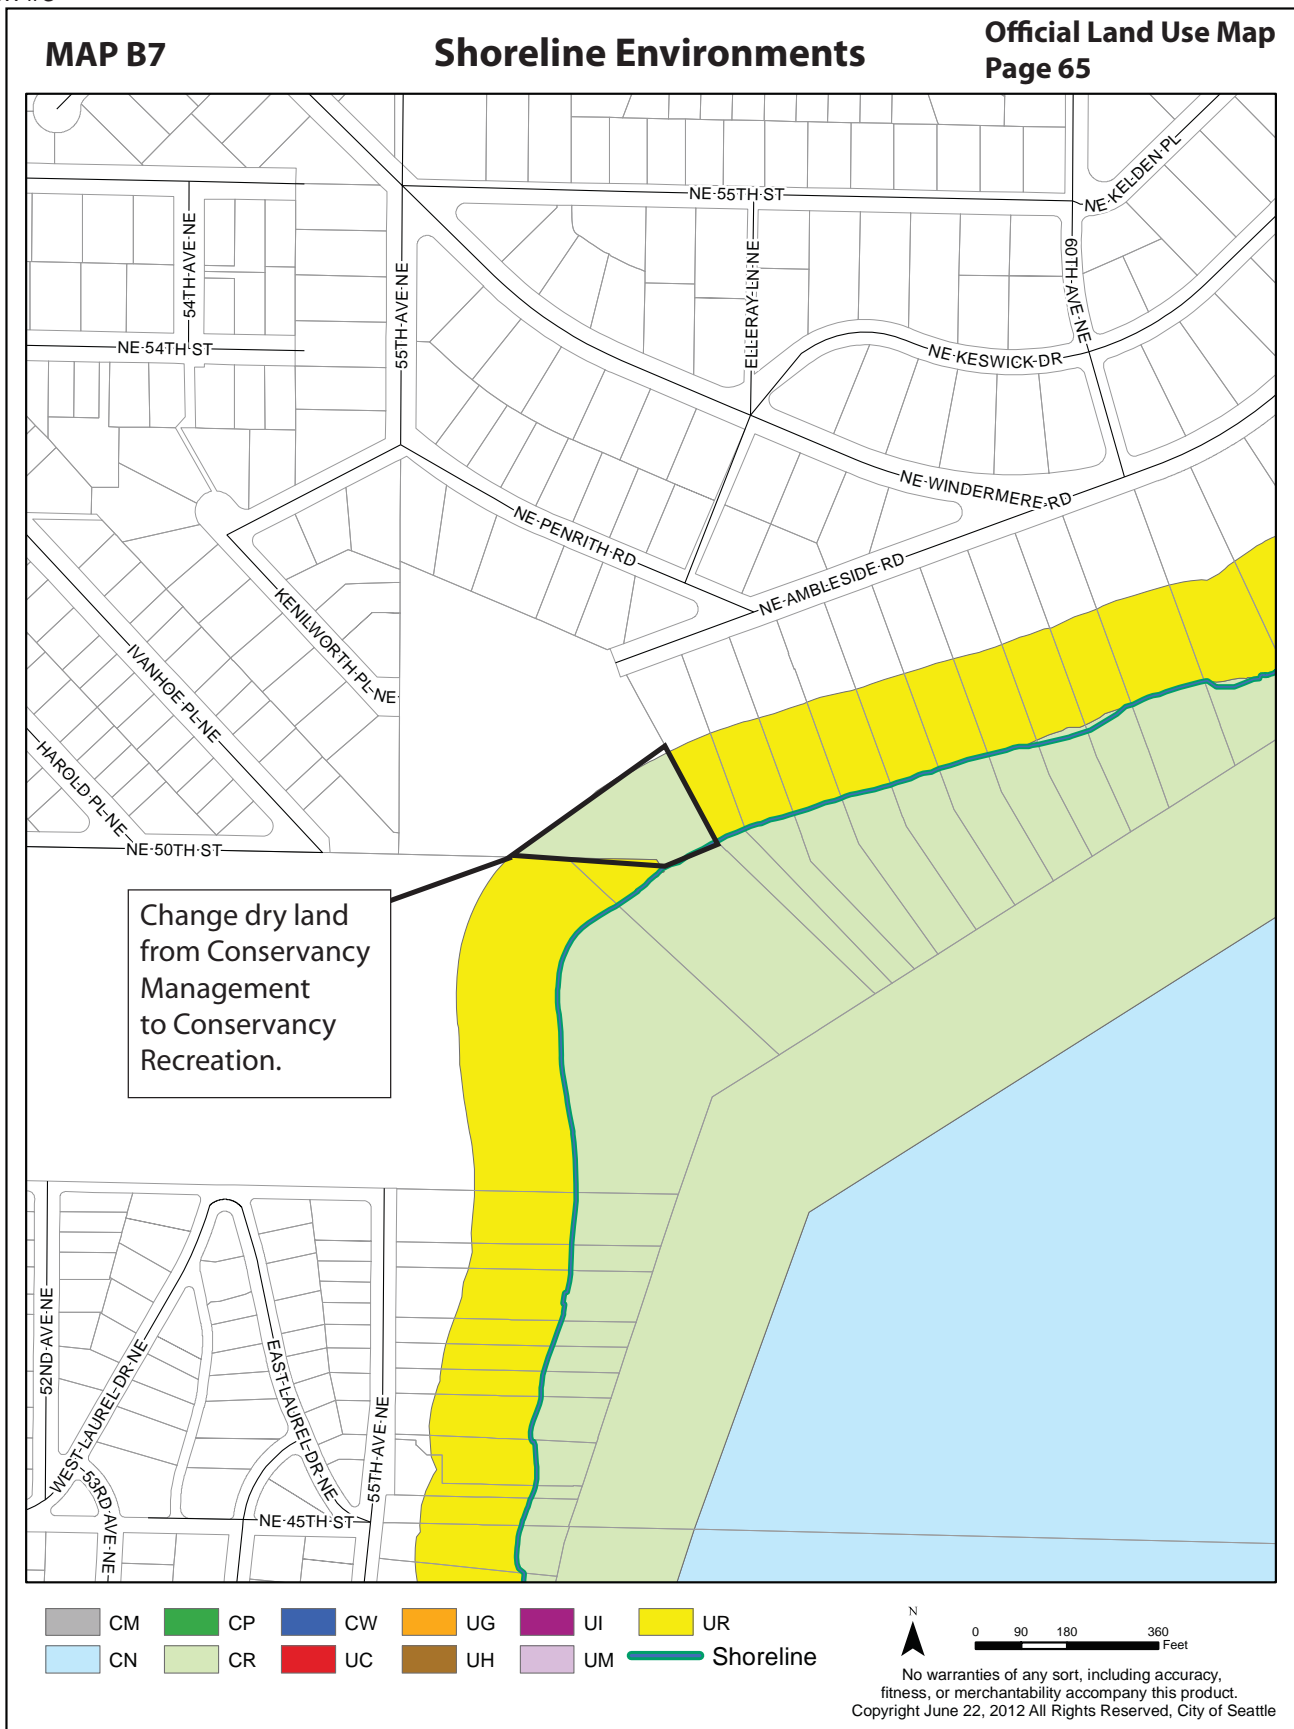 MAP B7
Shoreline Environments
Official Land Use Map
Page 65
NE 55TH ST
NE KELDEN PL
54TH AVE NE
55TH AVE NE
ELLERAY LN NE
60TH AVE NE
NE 54TH ST
NE KESWICK DR
NE WINDERMERE RD
NE PENRITH RD
NE AMBLESIDE RD
KENILWORTH PL NE
IVANHOE PL NE
HAROLD PL NE
NE 50TH ST
Change dry land
from Conservancy
Management
to Conservancy
Recreation.
52ND AVE NE
WEST LAUREL DR NE
EAST LAUREL DR NE
55TH AVE NE
53RD AVE NE
NE 45TH ST
CM
CP
CW
UG
UI
UR
CN
CR
UC
UH
UM
Shoreline
N
0 90 180 360
Feet
No warranties of any sort, including accuracy,
fitness, or merchantability accompany this product.
Copyright June 22, 2012 All Rights Reserved, City of Seattle